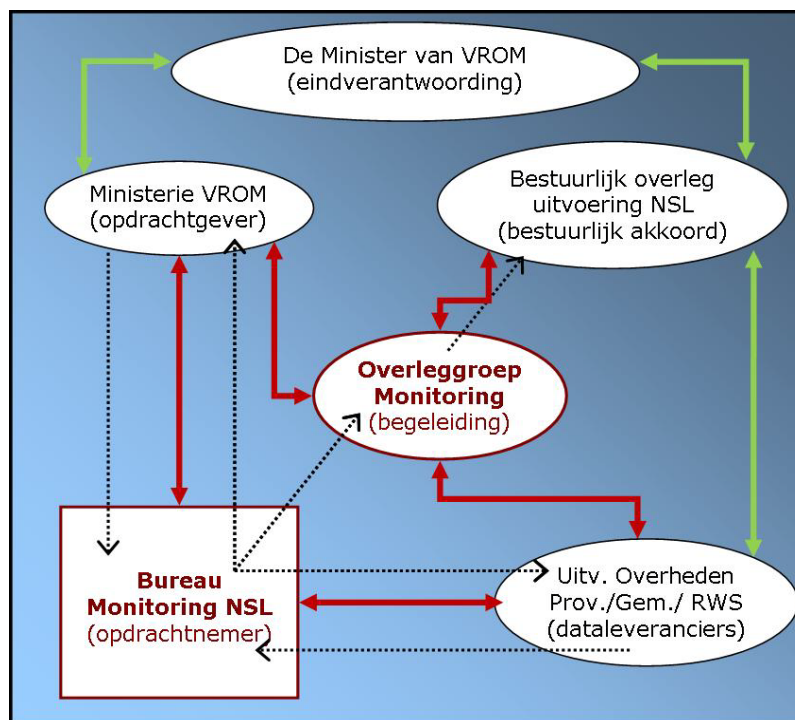 De Minister van VROM
(eindverantwoording)
Ministerie VROM
(opdrachtgever)
Bestuurlijk overleg
uitvoering NSL
(bestuurlijk akkoord)
Overleggroep
Monitoring
(begeleiding)
Bureau
Monitoring NSL
(opdrachtnemer)
Uitv. Overheden
Prov./Gem./ RWS
(dataleveranciers)